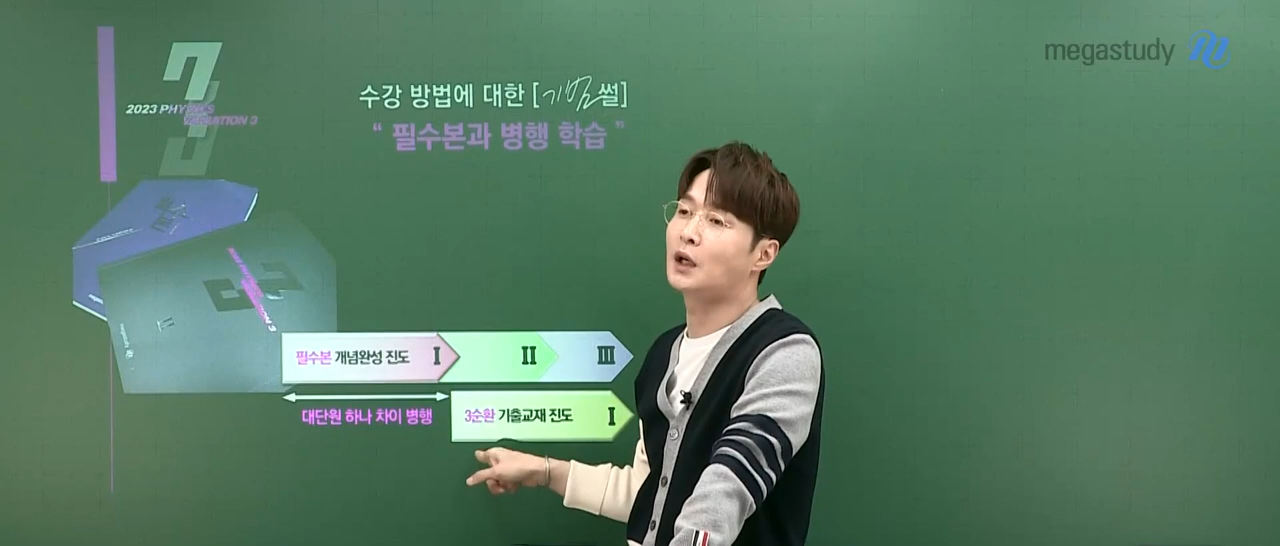 megastudy
2023 PHYSICS
수강 방법에 대한 [기범썰]
“ 필수본과 병행 학습 ”
필수본 개념완성 진도 I II III
대단원 하나 차이 병행
3순환 기출교재 진도 I